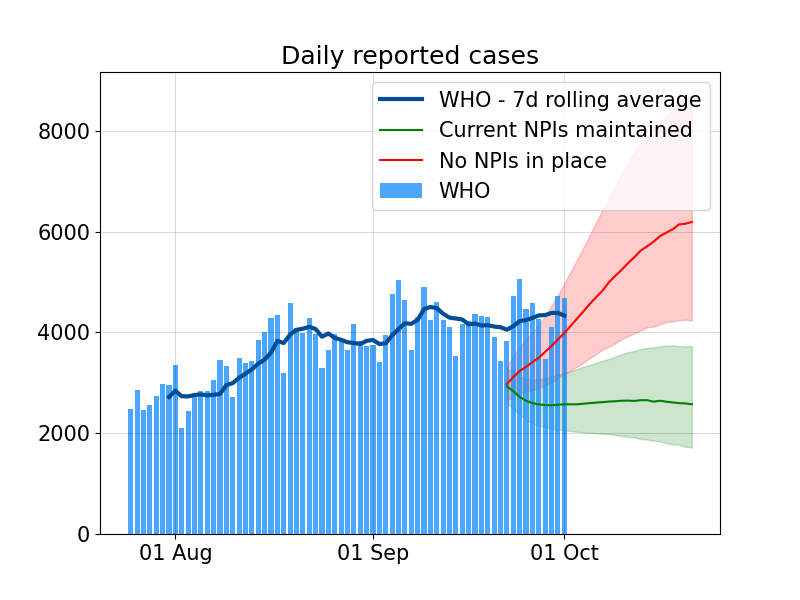 Daily reported cases
WHO - 7d rolling average
Current NPIs maintained
No NPIs in place
WHO
8000
6000
4000
2000
0
01 Aug
01 Sep
01 Oct